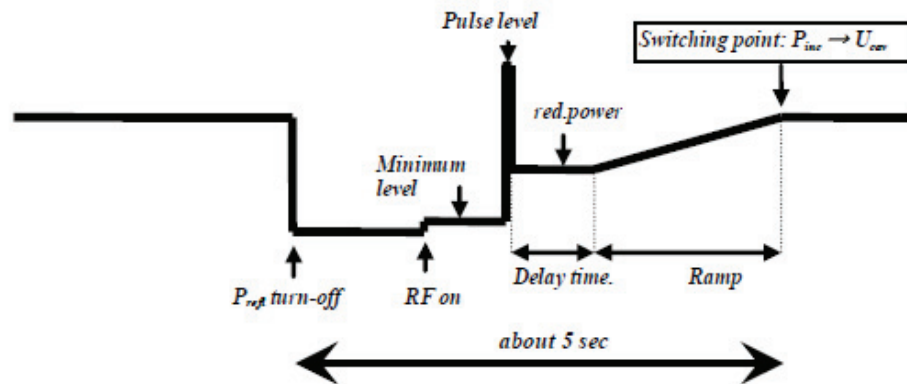 Pulse level
Switching point: Pinc → Ucav
red.power
Minimum
level
Delay time.
Ramp
Prefl turn-off
RF on
about 5 sec